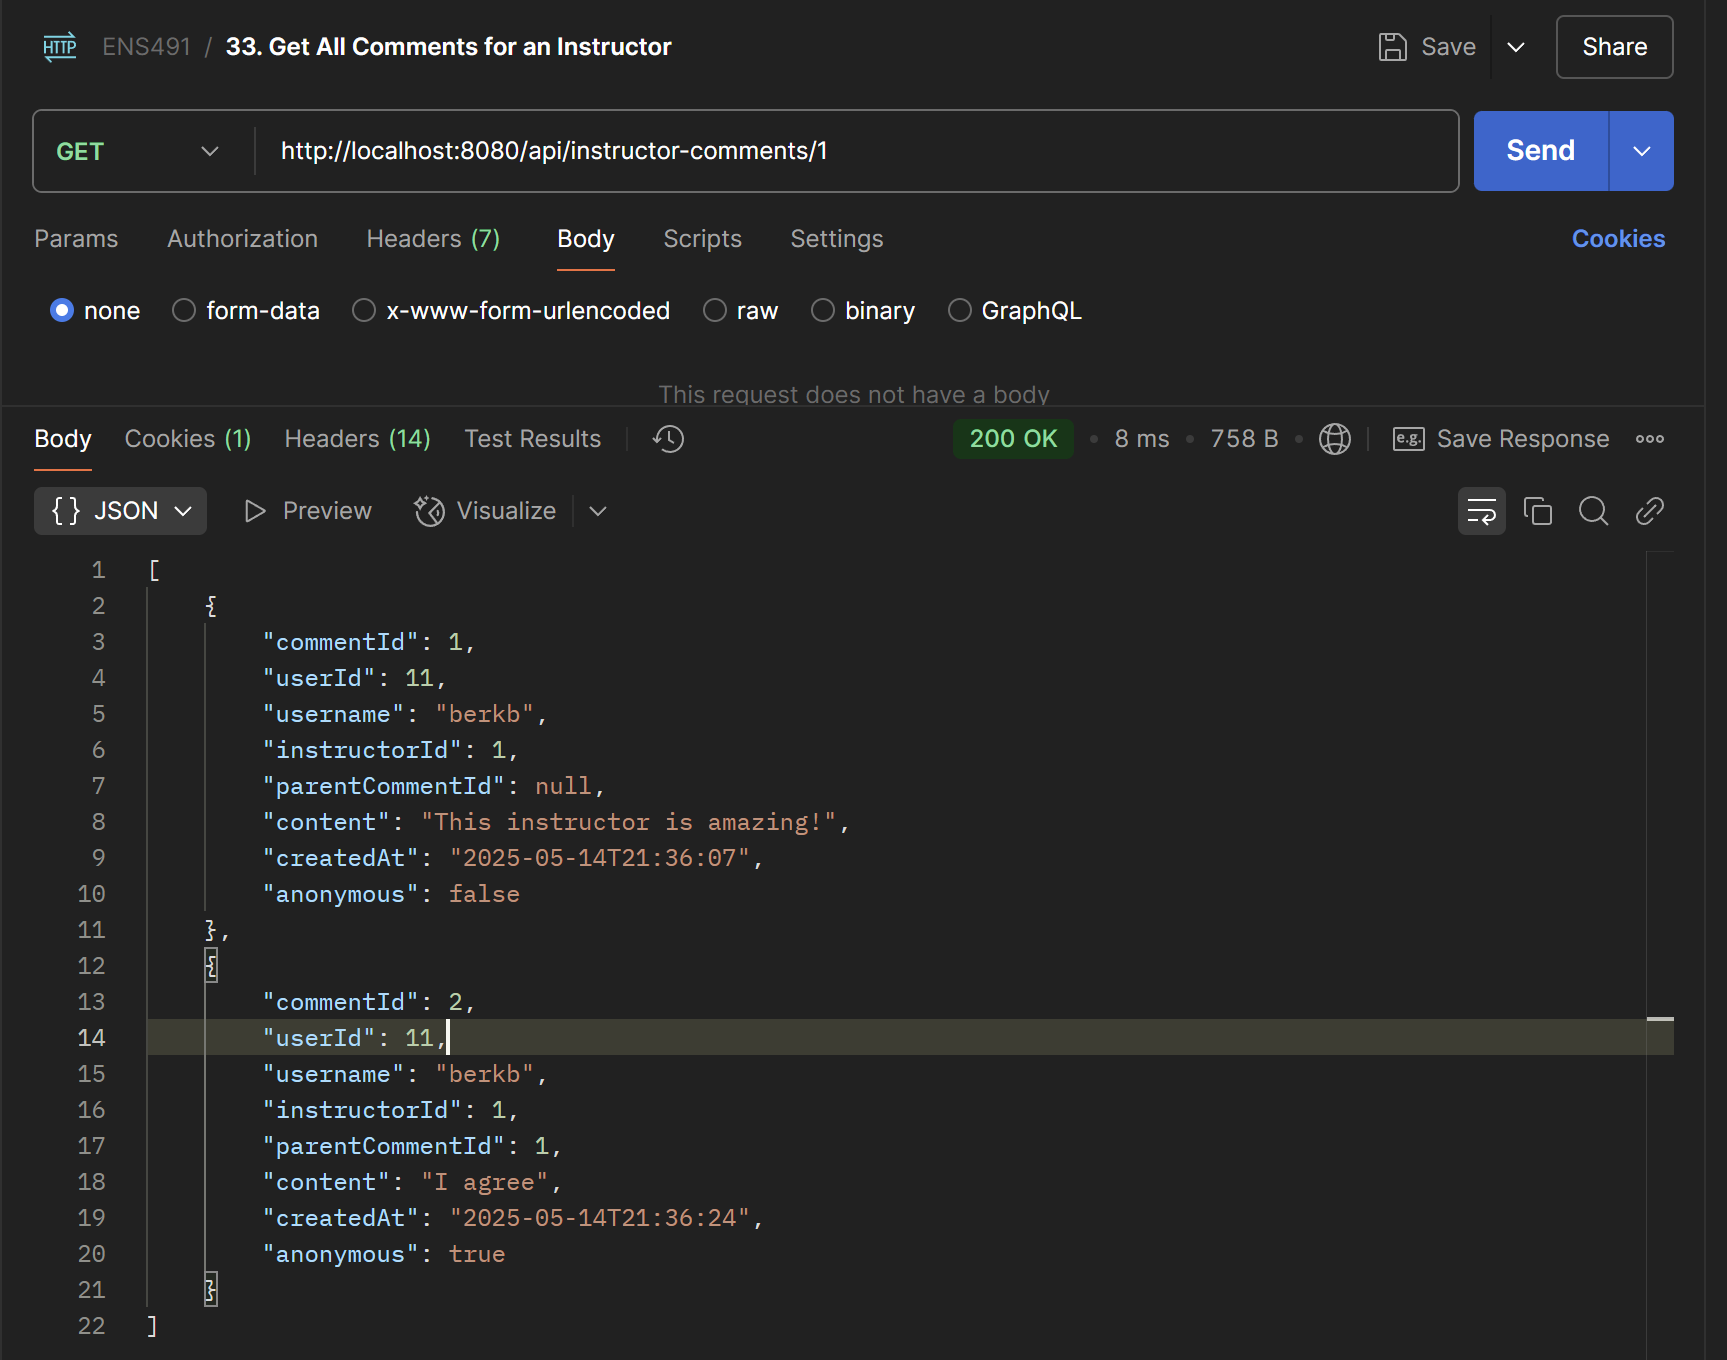 HTTP ENS491 / 33. Get All Comments for an Instructor Save Share
GET http://localhost:8080/api/instructor-comments/1 Send
Params Authorization Headers (7) Body Scripts Settings Cookies
none form-data x-www-form-urlencoded raw binary GraphQL
This request does not have a body
Body Cookies (1) Headers (14) Test Results 200 OK • 8 ms • 758 B • e.g. Save Response
{} JSON Preview Visualize
1 [
2 {
3 "commentId": 1,
4 "userId": 11,
5 "username": "berkb",
6 "instructorId": 1,
7 "parentCommentId": null,
8 "content": "This instructor is amazing!",
9 "createdAt": "2025-05-14T21:36:07",
10 "anonymous": false
11 },
12 {
13 "commentId": 2,
14 "userId": 11,
15 "username": "berkb",
16 "instructorId": 1,
17 "parentCommentId": 1,
18 "content": "I agree",
19 "createdAt": "2025-05-14T21:36:24",
20 "anonymous": true
21 }
22 ]